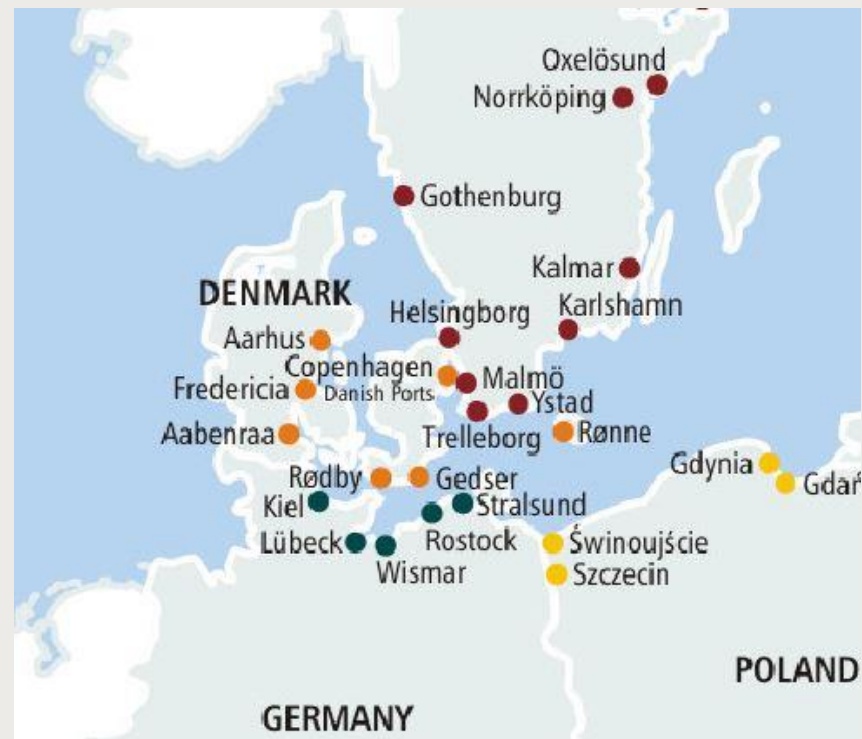 Oxelösund
Norrköping
Gothenburg
Kalmar
DENMARK
Karlshamn
Helsingborg
Aarhus
Copenhagen
Danish Ports
Malmö
Fredericia
Ystad
Trelleborg
Rønne
Aabenraa
Gdynia
Rødby
Gedser
Kiel
Stralsund
Lübeck
Rostock
Świnoujście
Wismar
Szczecin
POLAND
GERMANY